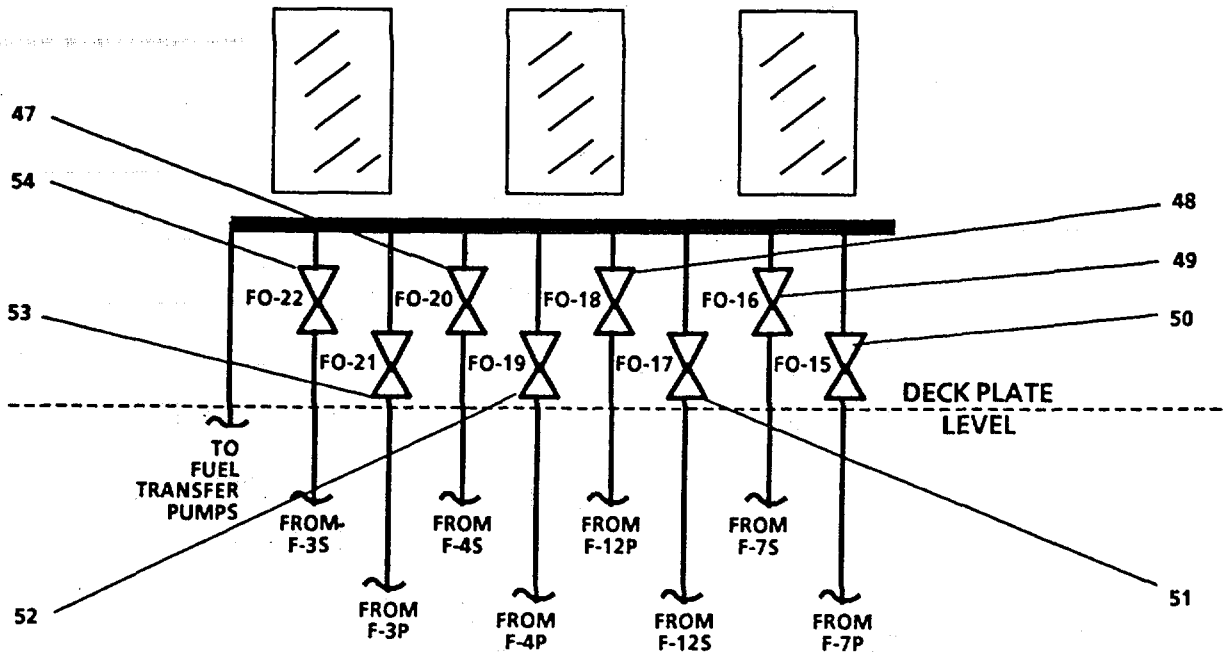 47
54
48
49
FO-22
FO-20
FO-18
FO-16
53
50
FO-21
FO-19
FO-17
FO-15
DECK PLATE
LEVEL
TO
FUEL
TRANSFER
PUMPS
FROM
F-3S
FROM
F-4S
FROM
F-12P
FROM
F-7S
52
51
FROM
F-3P
FROM
F-4P
FROM
F-12S
FROM
F-7P